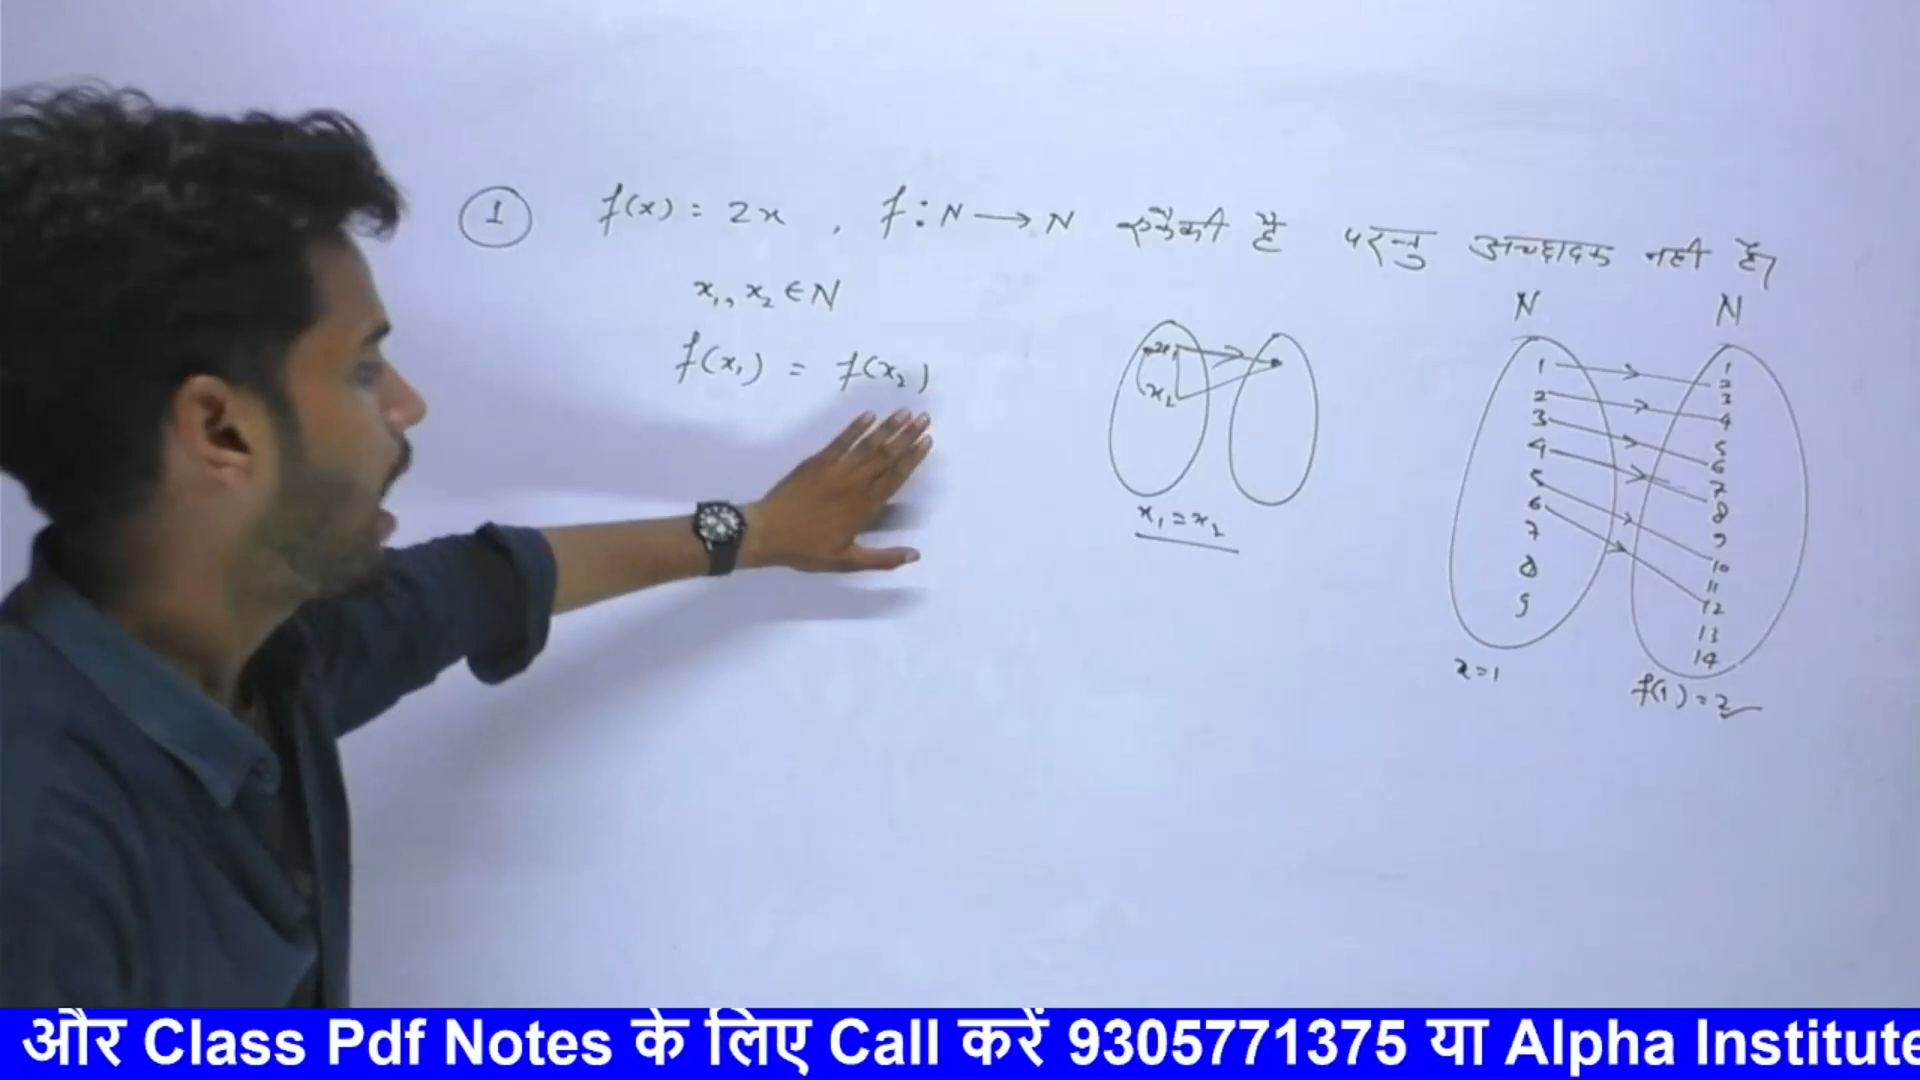 1 f(x) = 2x , f : N → N एकैकी है परन्तु आच्छादक नहीं है।
x₁, x₂ ∈ N
f(x₁) = f(x₂)
x₁
x₂
x₁ = x₂
N N
1 1
2 2
3 3
4 4
5 5
6 6
7 7
8 8
9 9
10
11
12
13
14
x = 1 f(1) = 2
और Class Pdf Notes के लिए Call करें 9305771375 या Alpha Institute